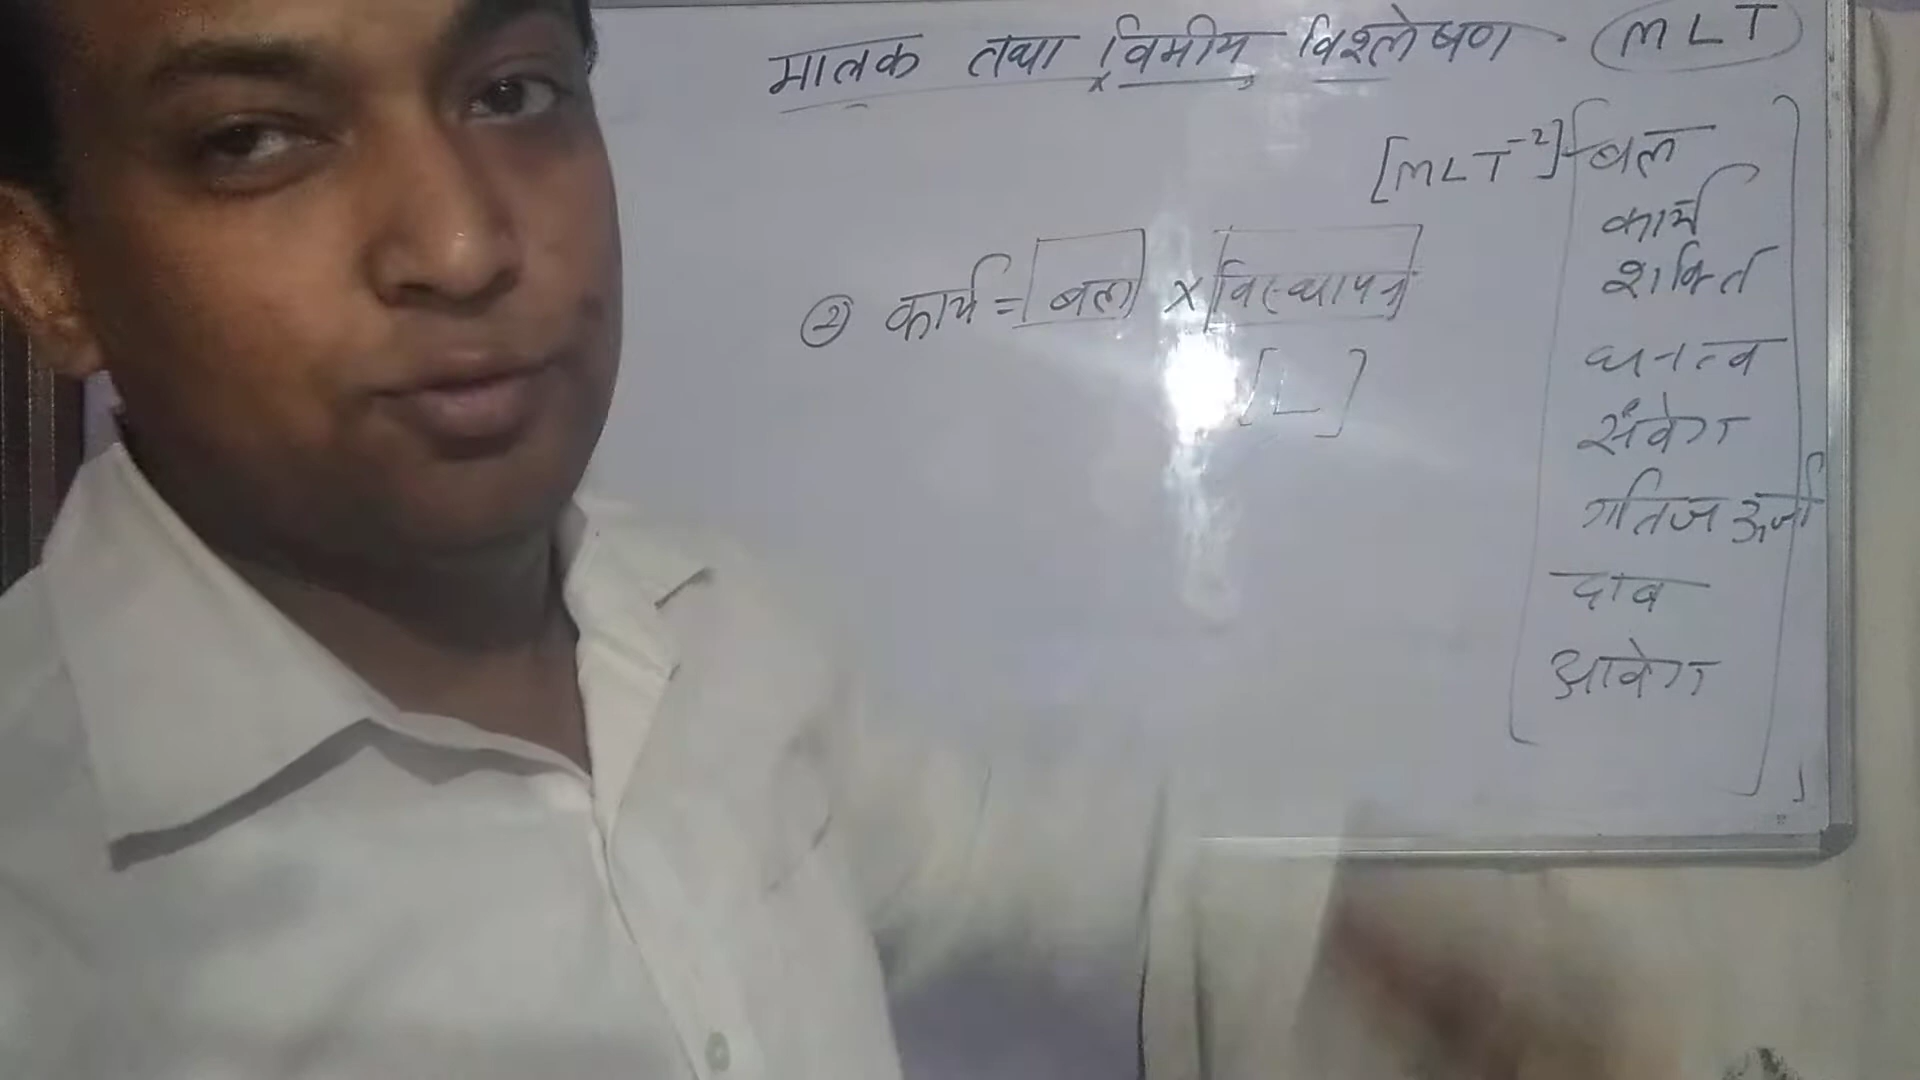 मात्रक तथा विमीय विश्लेषण (MLT)
[MLT⁻²] - बल
कार्य
② कार्य = बल × विस्थापन
शक्ति
[L]
घनत्व
संवेग
गतिज ऊर्जा
दाब
आवेग